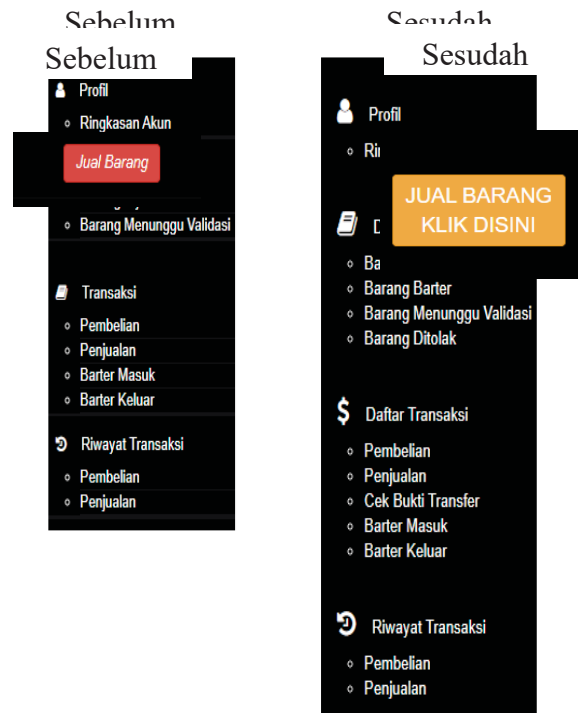 Sebelum
Sebelum
Profil
Ringkasan Akun
Jual Barang
Barang Menunggu Validasi
Transaksi
Pembelian
Penjualan
Barter Masuk
Barter Keluar
Riwayat Transaksi
Pembelian
Penjualan
Sesudah
Sesudah
Profil
JUAL BARANG
KLIK DISINI
Barang Barter
Barang Menunggu Validasi
Barang Ditolak
Daftar Transaksi
Pembelian
Penjualan
Cek Bukti Transfer
Barter Masuk
Barter Keluar
Riwayat Transaksi
Pembelian
Penjualan